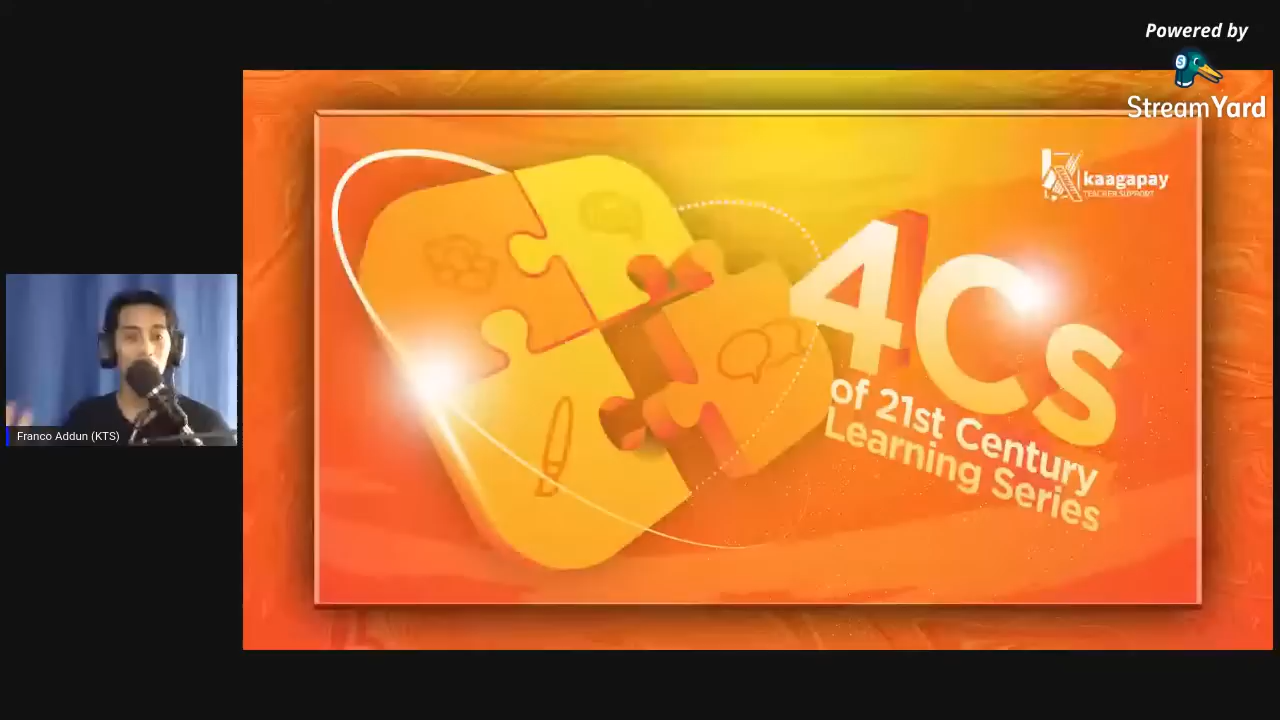 Powered by
StreamYard
kaagapay
TEACHER SUPPORT
4Cs
of 21st Century
Learning Series
Franco Addun (KTS)